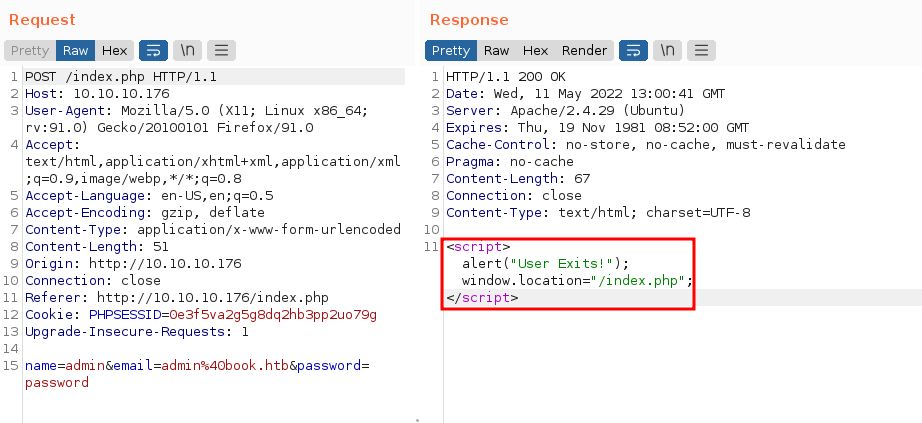 Request
Pretty Raw Hex \n
1 POST /index.php HTTP/1.1
2 Host: 10.10.10.176
3 User-Agent: Mozilla/5.0 (X11; Linux x86_64;
rv:91.0) Gecko/20100101 Firefox/91.0
4 Accept:
text/html,application/xhtml+xml,application/xml
;q=0.9,image/webp,*/*;q=0.8
5 Accept-Language: en-US,en;q=0.5
6 Accept-Encoding: gzip, deflate
7 Content-Type: application/x-www-form-urlencoded
8 Content-Length: 51
9 Origin: http://10.10.10.176
10 Connection: close
11 Referer: http://10.10.10.176/index.php
12 Cookie: PHPSESSID=0e3f5va2g5g8dq2hb3pp2uo79g
13 Upgrade-Insecure-Requests: 1
14
15 name=admin&email=admin%40book.htb&password=
password
Response
Pretty Raw Hex Render \n
1 HTTP/1.1 200 OK
2 Date: Wed, 11 May 2022 13:00:41 GMT
3 Server: Apache/2.4.29 (Ubuntu)
4 Expires: Thu, 19 Nov 1981 08:52:00 GMT
5 Cache-Control: no-store, no-cache, must-revalidate
6 Pragma: no-cache
7 Content-Length: 67
8 Connection: close
9 Content-Type: text/html; charset=UTF-8
10
11 <script>
alert("User Exits!");
window.location="/index.php";
</script>